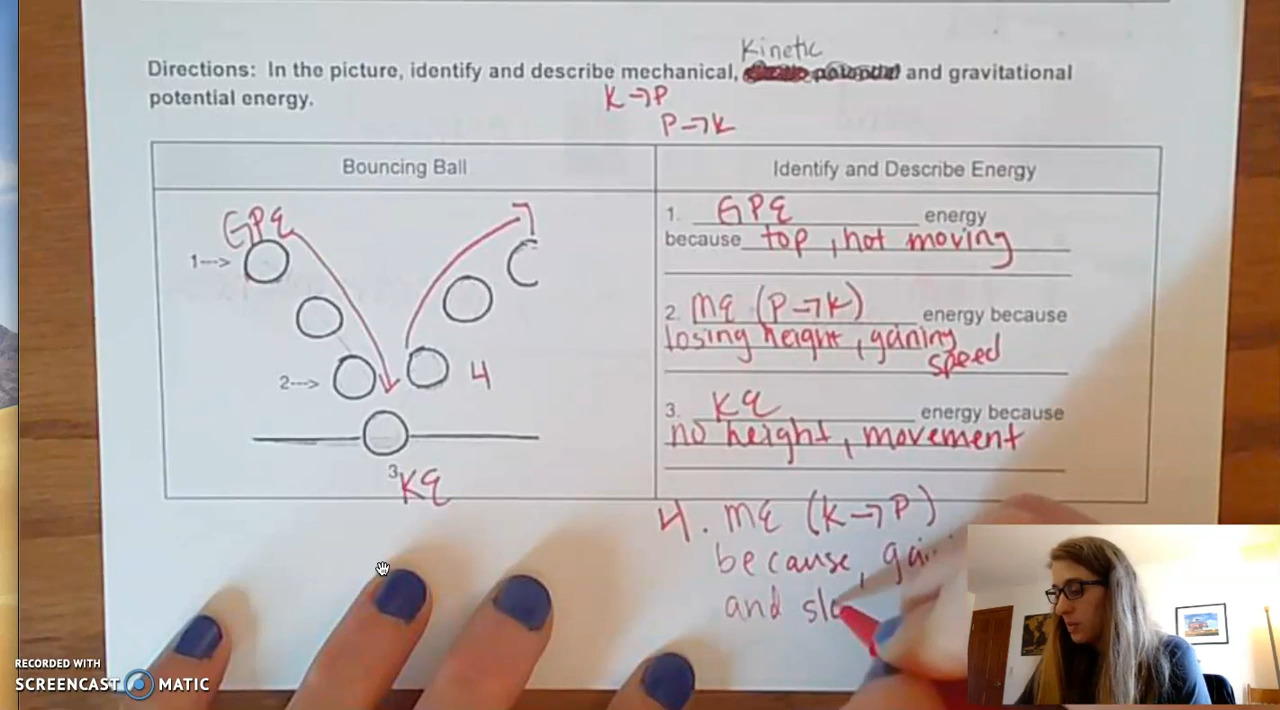 Kinetic
Directions: In the picture, identify and describe mechanical, and gravitational
potential energy.
K→P
P→K
Bouncing Ball
Identify and Describe Energy
GPE
1--->
2--->
4
3 KE
1. GPE energy
because top, not moving
2. ME (P→K) energy because
losing height, gaining
speed
3. KE energy because
no height, movement
4. ME (K→P)
because,
and
RECORDED WITH
SCREENCAST MATIC